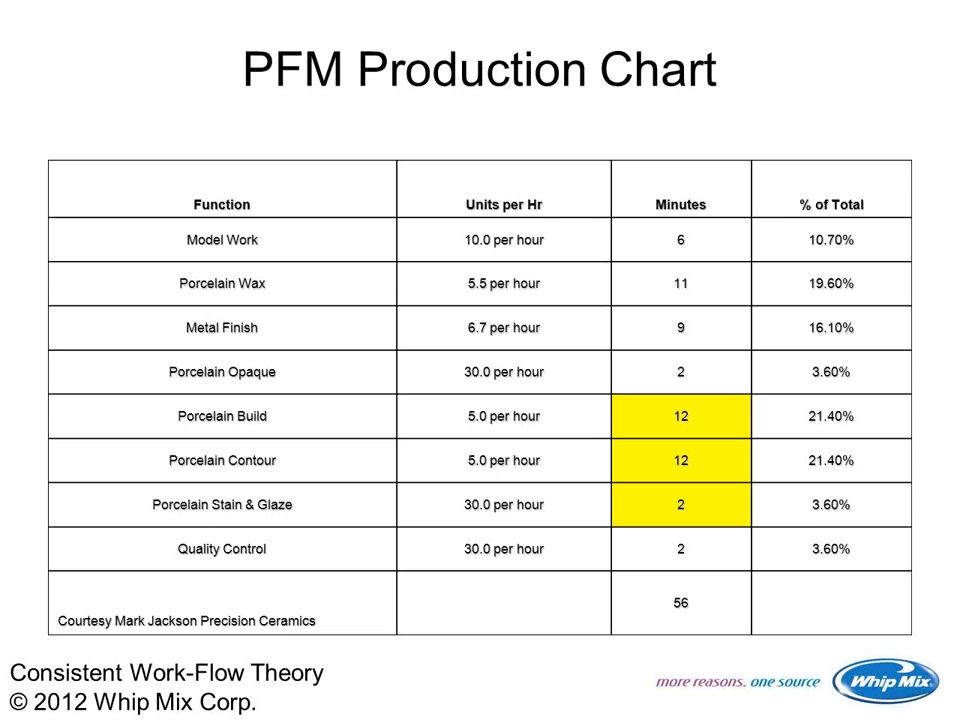 PFM Production Chart
Function Units per Hr Minutes % of Total
Model Work 10.0 per hour 6 10.70%
Porcelain Wax 5.5 per hour 11 19.60%
Metal Finish 6.7 per hour 9 16.10%
Porcelain Opaque 30.0 per hour 2 3.60%
Porcelain Build 5.0 per hour 12 21.40%
Porcelain Contour 5.0 per hour 12 21.40%
Porcelain Stain & Glaze 30.0 per hour 2 3.60%
Quality Control 30.0 per hour 2 3.60%
56
Courtesy Mark Jackson Precision Ceramics
Consistent Work-Flow Theory
© 2012 Whip Mix Corp.
more reasons. one source
Whip Mix®